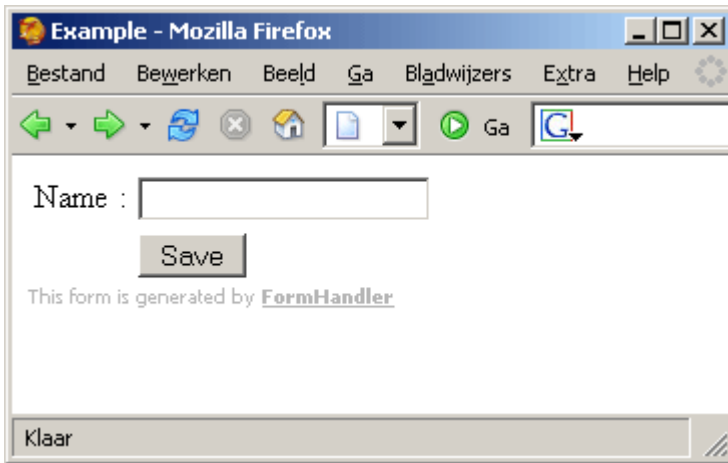 Example - Mozilla Firefox
Bestand Bewerken Beeld Ga Bladwijzers Extra Help
Ga G
Name :
Save
This form is generated by FormHandler
Klaar